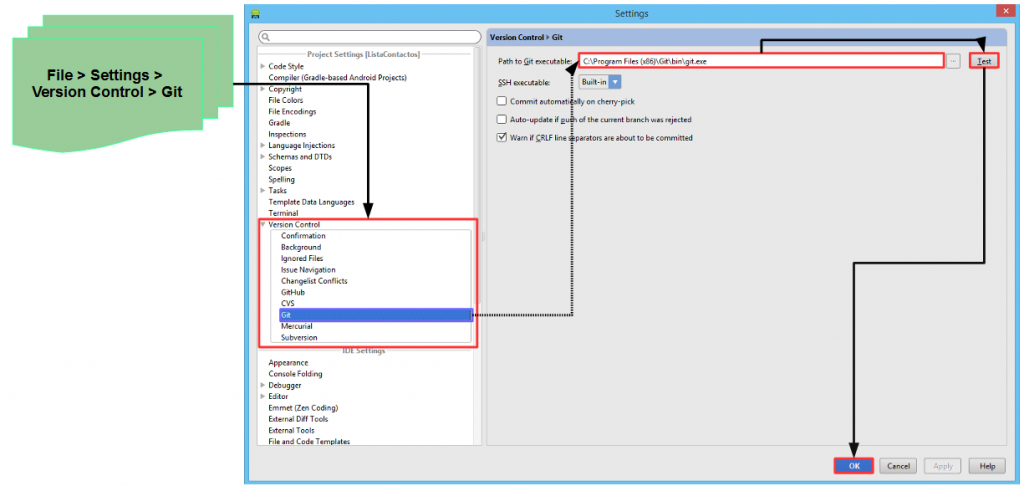 File > Settings >
Version Control > Git
Settings
Project Settings [ListaContactos]
Code Style
Compiler (Gradle-based Android Projects)
Copyright
File Colors
File Encodings
Gradle
Inspections
Language Injections
Schemas and DTDs
Scopes
Spelling
Tasks
Template Data Languages
Terminal
Version Control
Confirmation
Background
Ignored Files
Issue Navigation
Changelist Conflicts
GitHub
CVS
Git
Mercurial
Subversion
IDE Settings
Appearance
Console Folding
Debugger
Editor
Emmet (Zen Coding)
External Diff Tools
External Tools
File and Code Templates
Version Control › Git
Path to Git executable: C:\Program Files (x86)\Git\bin\git.exe ... Test
SSH executable: Built-in
Commit automatically on cherry-pick
Auto-update if push of the current branch was rejected
Warn if CRLF line separators are about to be committed
OK Cancel Apply Help